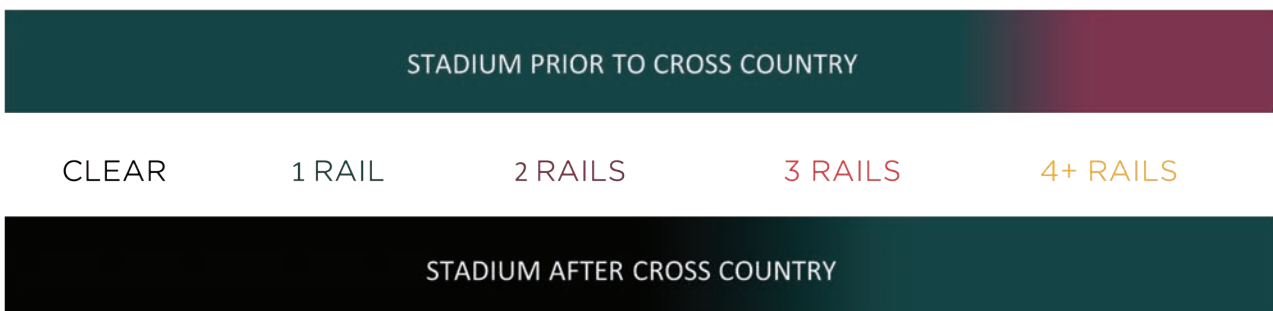 STADIUM PRIOR TO CROSS COUNTRY
CLEAR 1 RAIL 2 RAILS 3 RAILS 4+ RAILS
STADIUM AFTER CROSS COUNTRY